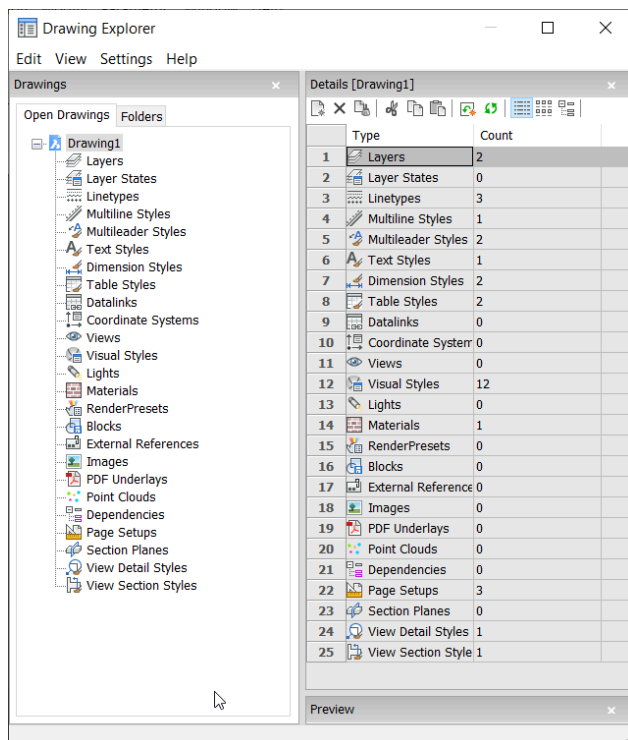 Drawing Explorer
Edit View Settings Help
Drawings
Open Drawings Folders
Drawing1
Layers
Layer States
Linetypes
Multiline Styles
Multileader Styles
Text Styles
Dimension Styles
Table Styles
Datalinks
Coordinate Systems
Views
Visual Styles
Lights
Materials
RenderPresets
Blocks
External References
Images
PDF Underlays
Point Clouds
Dependencies
Page Setups
Section Planes
View Detail Styles
View Section Styles
Details [Drawing1]
Type Count
1 Layers 2
2 Layer States 0
3 Linetypes 3
4 Multiline Styles 1
5 Multileader Styles 2
6 Text Styles 1
7 Dimension Styles 2
8 Table Styles 2
9 Datalinks 0
10 Coordinate System 0
11 Views 0
12 Visual Styles 12
13 Lights 0
14 Materials 1
15 RenderPresets 0
16 Blocks 0
17 External Reference 0
18 Images 0
19 PDF Underlays 0
20 Point Clouds 0
21 Dependencies 0
22 Page Setups 3
23 Section Planes 0
24 View Detail Styles 1
25 View Section Style 1
Preview